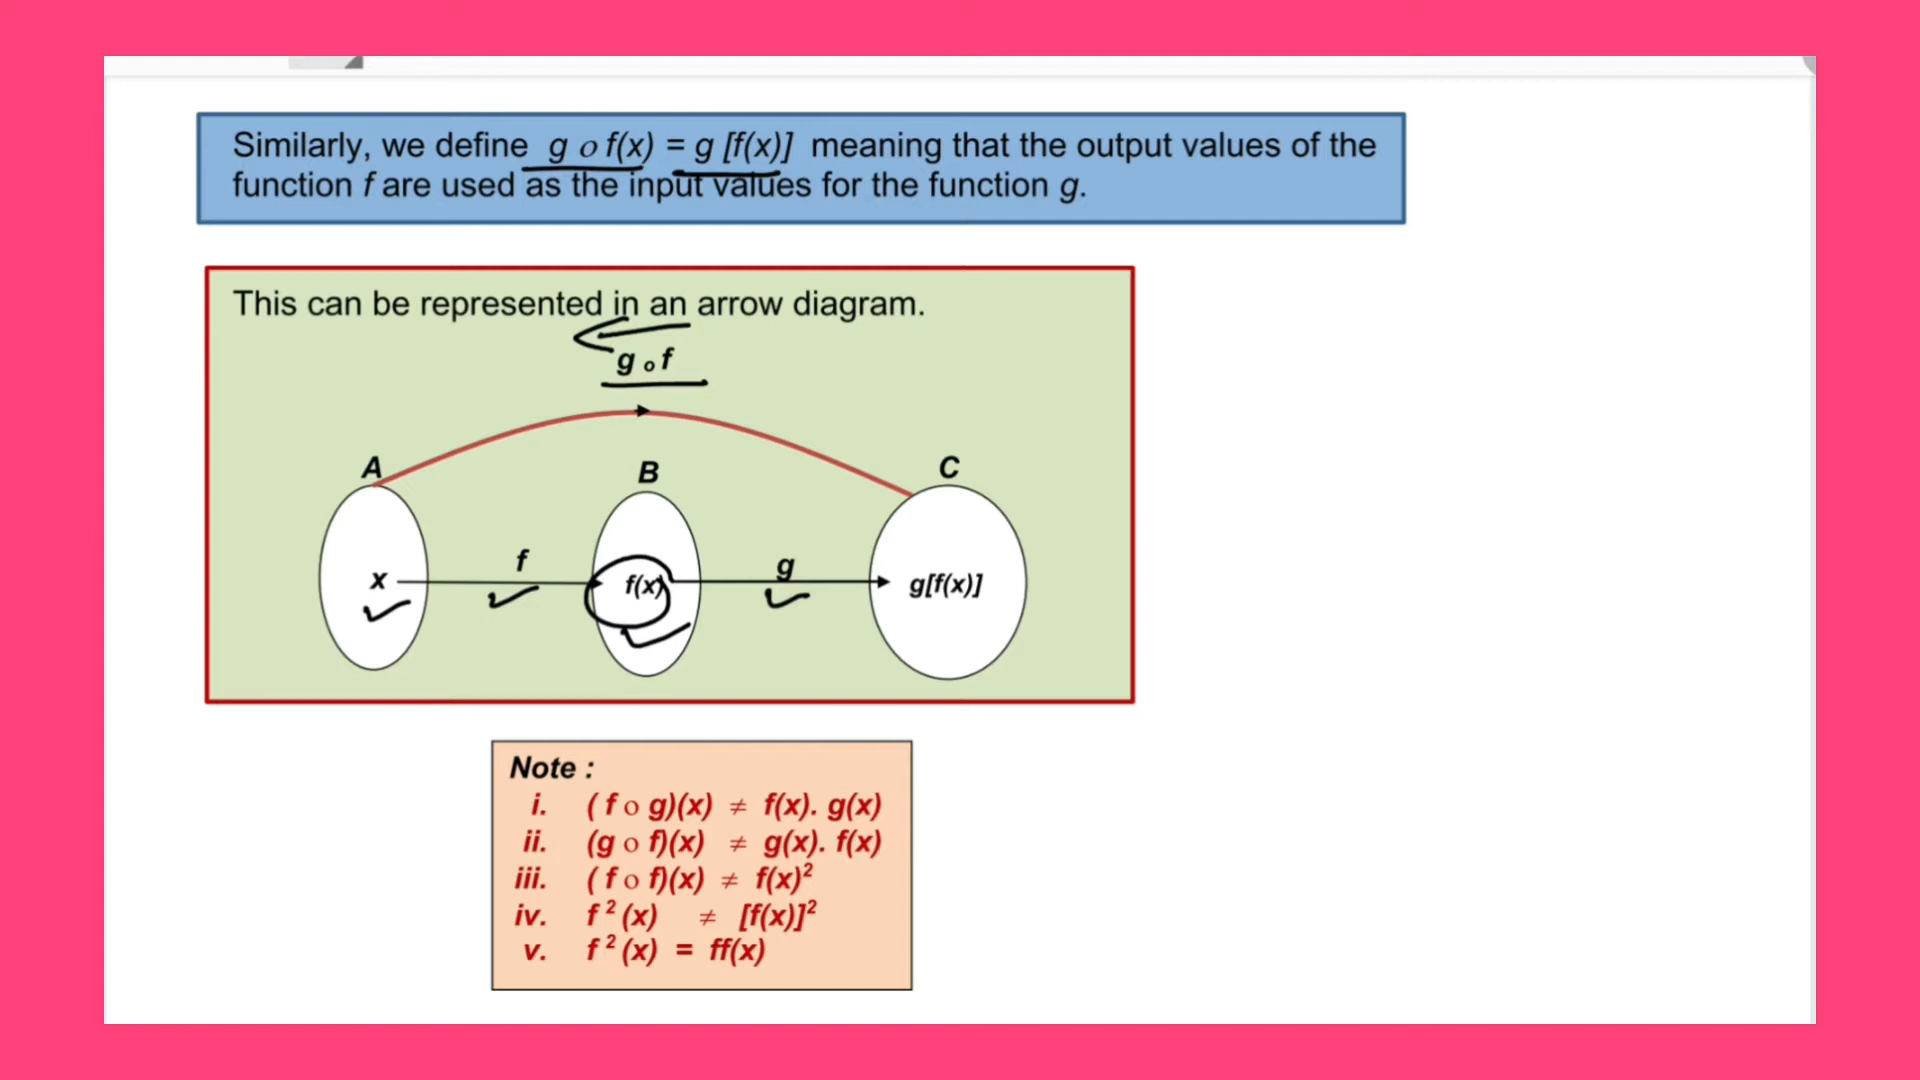 Similarly, we define g o f(x) = g [f(x)] meaning that the output values of the
function f are used as the input values for the function g.
This can be represented in an arrow diagram.
g o f
A B C
f g
x f(x) g[f(x)]
Note :
i. ( f o g)(x) ≠ f(x). g(x)
ii. (g o f)(x) ≠ g(x). f(x)
iii. ( f o f)(x) ≠ f(x)²
iv. f ² (x) ≠ [f(x)]²
v. f ² (x) = ff(x)